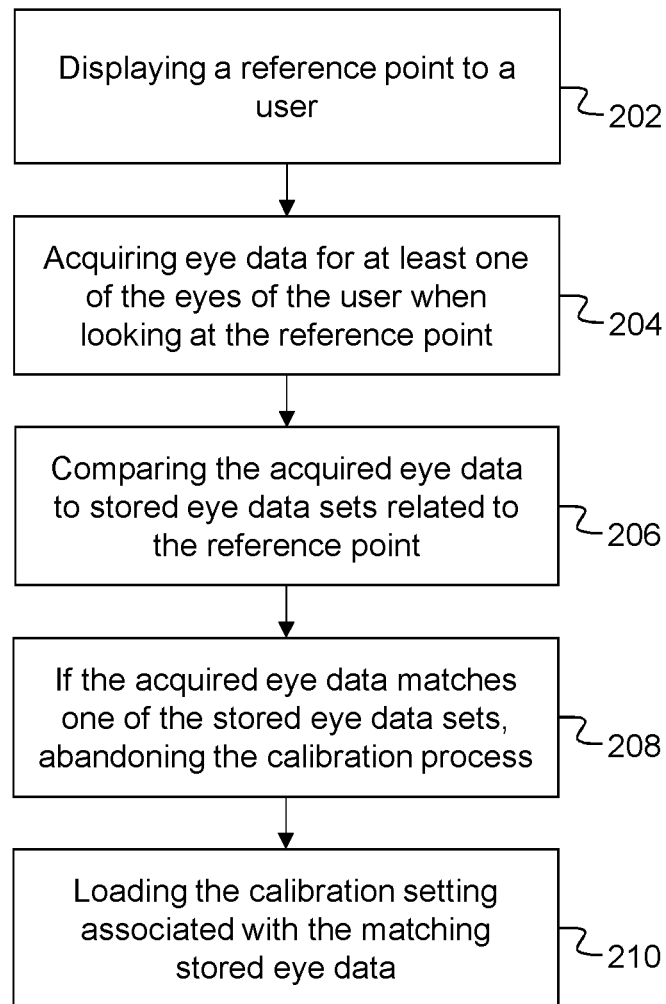 Displaying a reference point to a
user
202
Acquiring eye data for at least one
of the eyes of the user when
looking at the reference point
204
Comparing the acquired eye data
to stored eye data sets related to
the reference point
206
If the acquired eye data matches
one of the stored eye data sets,
abandoning the calibration process
208
Loading the calibration setting
associated with the matching
stored eye data
210